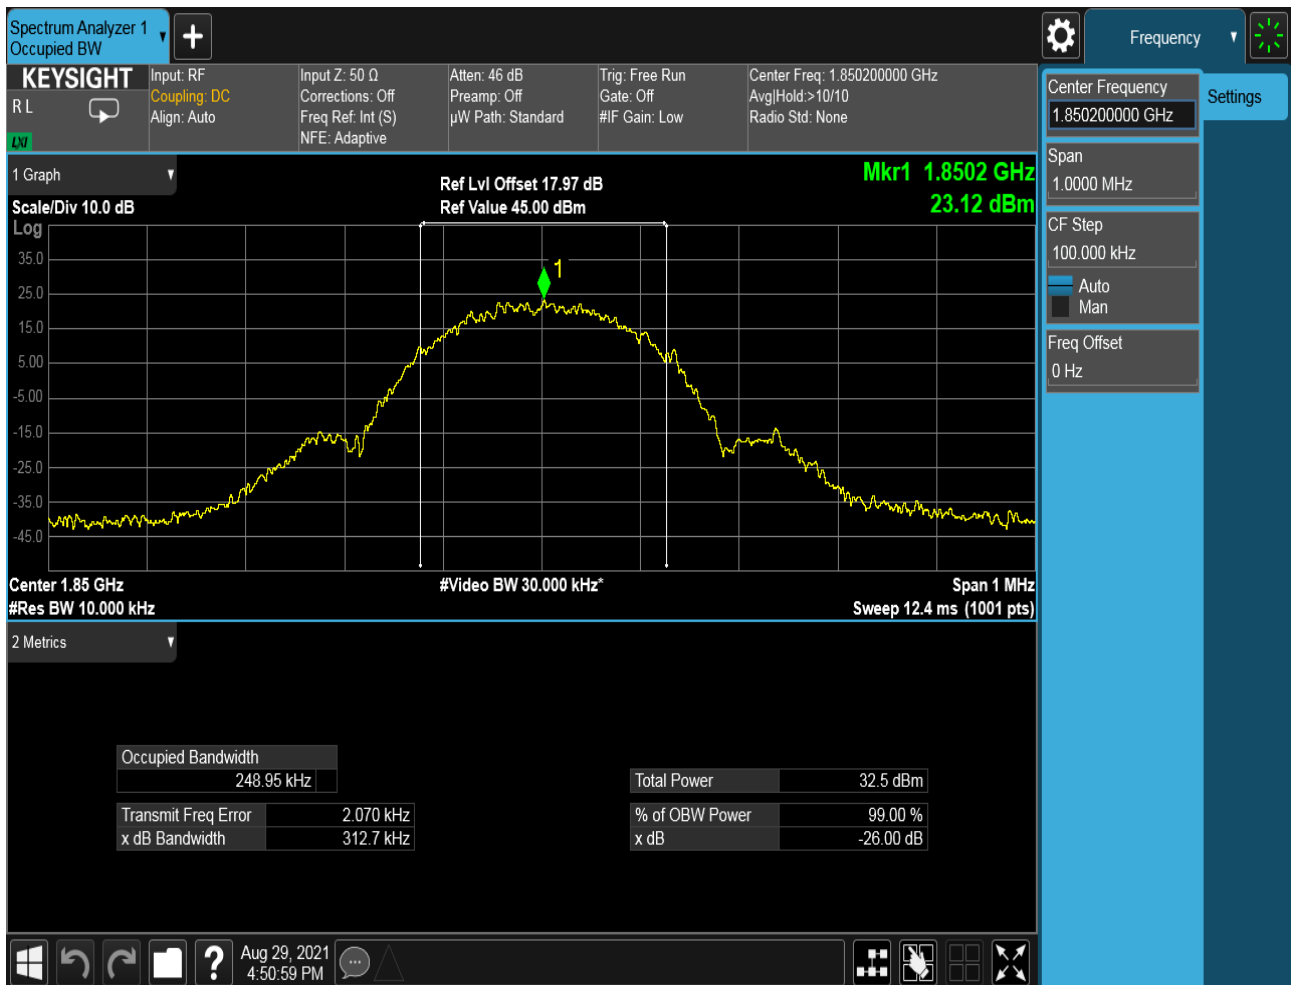 Spectrum Analyzer 1
Occupied BW
Frequency
KEYSIGHT
R L
LXI
Input: RF
Coupling: DC
Align: Auto
Input Z: 50 Ω
Corrections: Off
Freq Ref: Int (S)
NFE: Adaptive
Atten: 46 dB
Preamp: Off
µW Path: Standard
Trig: Free Run
Gate: Off
#IF Gain: Low
Center Freq: 1.850200000 GHz
Avg|Hold:>10/10
Radio Std: None
Center Frequency
1.850200000 GHz
Settings
Span
1.0000 MHz
CF Step
100.000 kHz
Auto
Man
Freq Offset
0 Hz
1 Graph
Scale/Div 10.0 dB
Ref Lvl Offset 17.97 dB
Ref Value 45.00 dBm
Mkr1 1.8502 GHz
23.12 dBm
Log
35.0
25.0
15.0
5.00
-5.00
-15.0
-25.0
-35.0
-45.0
1
Center 1.85 GHz
#Res BW 10.000 kHz
#Video BW 30.000 kHz*
Span 1 MHz
Sweep 12.4 ms (1001 pts)
2 Metrics
Occupied Bandwidth
248.95 kHz
Transmit Freq Error 2.070 kHz
x dB Bandwidth 312.7 kHz
Total Power 32.5 dBm
% of OBW Power 99.00 %
x dB -26.00 dB
?
Aug 29, 2021
4:50:59 PM